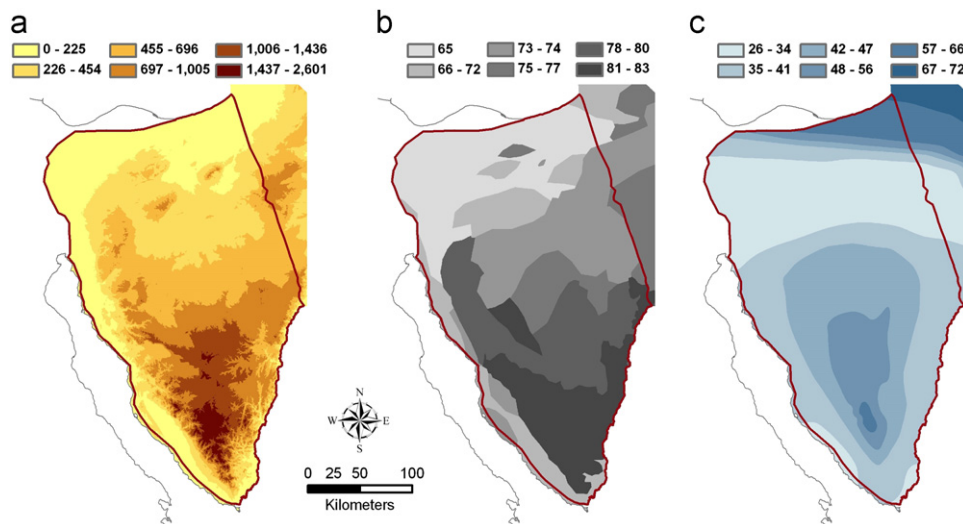 a b c
0 - 225 455 - 696 1,006 - 1,436
226 - 454 697 - 1,005 1,437 - 2,601
65 73 - 74 78 - 80
66 - 72 75 - 77 81 - 83
26 - 34 42 - 47 57 - 66
35 - 41 48 - 56 67 - 72
N
W E
S
0 25 50 100
Kilometers